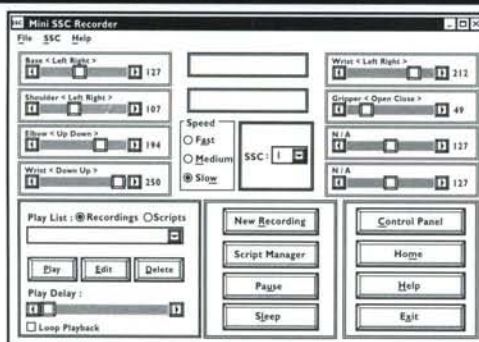 SSC Mini SSC Recorder
File SSC Help
Base < Left Right >
127
Shoulder < Left Right >
107
Elbow < Up Down >
194
Wrist < Down Up >
250
Speed
Fast
Medium
Slow
SSC: 1
Wrist < Left Right >
212
Gripper < Open Close >
49
N / A
127
N / A
127
Play List : Recordings Scripts
Play Edit Delete
Play Delay :
Loop Playback
New Recording
Script Manager
Pause
Sleep
Control Panel
Home
Help
Exit